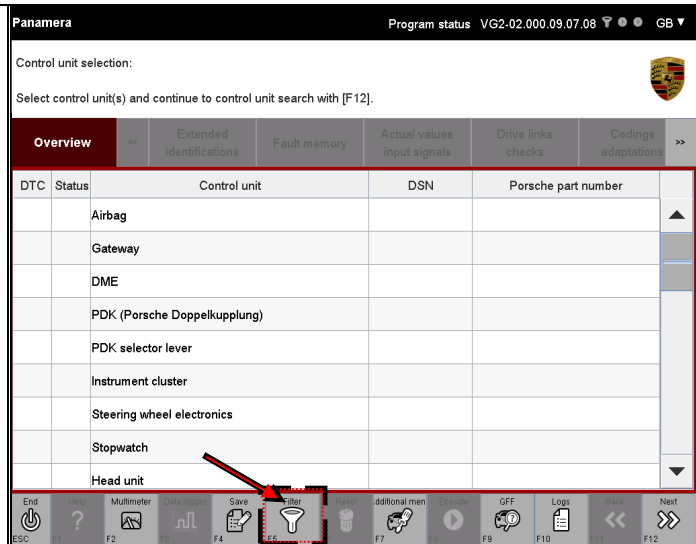 Panamera Program status VG2-02.000.09.07.08 GB ▼
Control unit selection:
Select control unit(s) and continue to control unit search with [F12].
Overview << Extended identifications Fault memory Actual values input signals Drive links checks Codings adaptations >>
DTC Status Control unit DSN Porsche part number
Airbag
Gateway
DME
PDK (Porsche Doppelkupplung)
PDK selector lever
Instrument cluster
Steering wheel electronics
Stopwatch
Head unit
End Help Multimeter Data logger Save Filter Reset .dditional men Execute GFF Logs Back Next
ESC F1 F2 F3 F4 F5 F7 F8 F9 F10 F11 F12